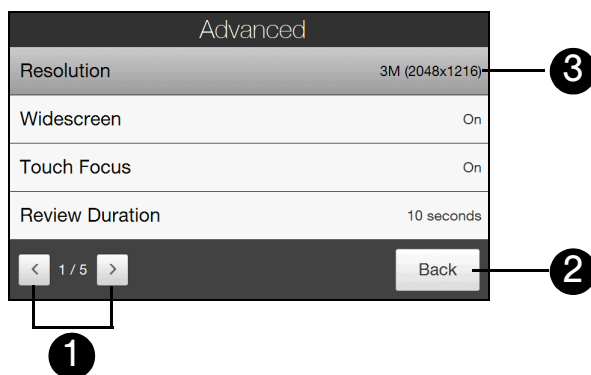 Advanced
Resolution 3M (2048x1216) 3
Widescreen On
Touch Focus On
Review Duration 10 seconds
< 1 / 5 > Back 2
1